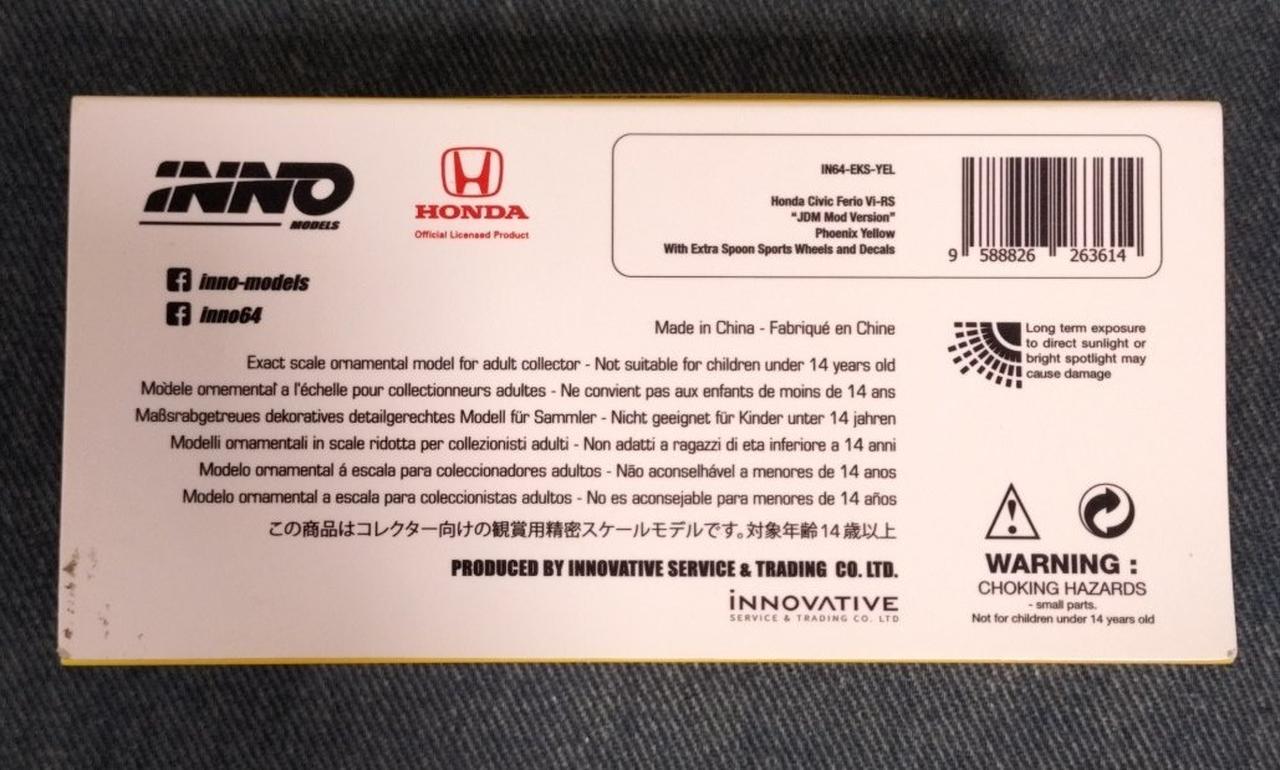 INNO
MODELS
HONDA
Official Licensed Product
inno-models
inno64
IN64-EKS-YEL
Honda Civic Ferio Vi-RS
“JDM Mod Version”
Phoenix Yellow
With Extra Spoon Sports Wheels and Decals
9 588826 263614
Made in China - Fabriqué en Chine
Long term exposure
to direct sunlight or
bright spotlight may
cause damage
Exact scale ornamental model for adult collector - Not suitable for children under 14 years old
Modèle ornemental a l'échelle pour collectionneurs adultes - Ne convient pas aux enfants de moins de 14 ans
Maßsrabgetreues dekoratives detailgerechtes Modell für Sammler - Nicht geeignet für Kinder unter 14 jahren
Modelli ornamentali in scale ridotta per collezionisti adulti - Non adatti a ragazzi di eta inferiore a 14 anni
Modelo ornamental á escala para coleccionadores adultos - Não aconselhável a menores de 14 anos
Modelo ornamental a escala para coleccionistas adultos - No es aconsejable para menores de 14 años
この商品はコレクター向けの観賞用精密スケールモデルです。対象年齢14歳以上
PRODUCED BY INNOVATIVE SERVICE & TRADING CO. LTD.
iNNOVATIVE
SERVICE & TRADING CO. LTD
WARNING :
CHOKING HAZARDS
- small parts.
Not for children under 14 years old